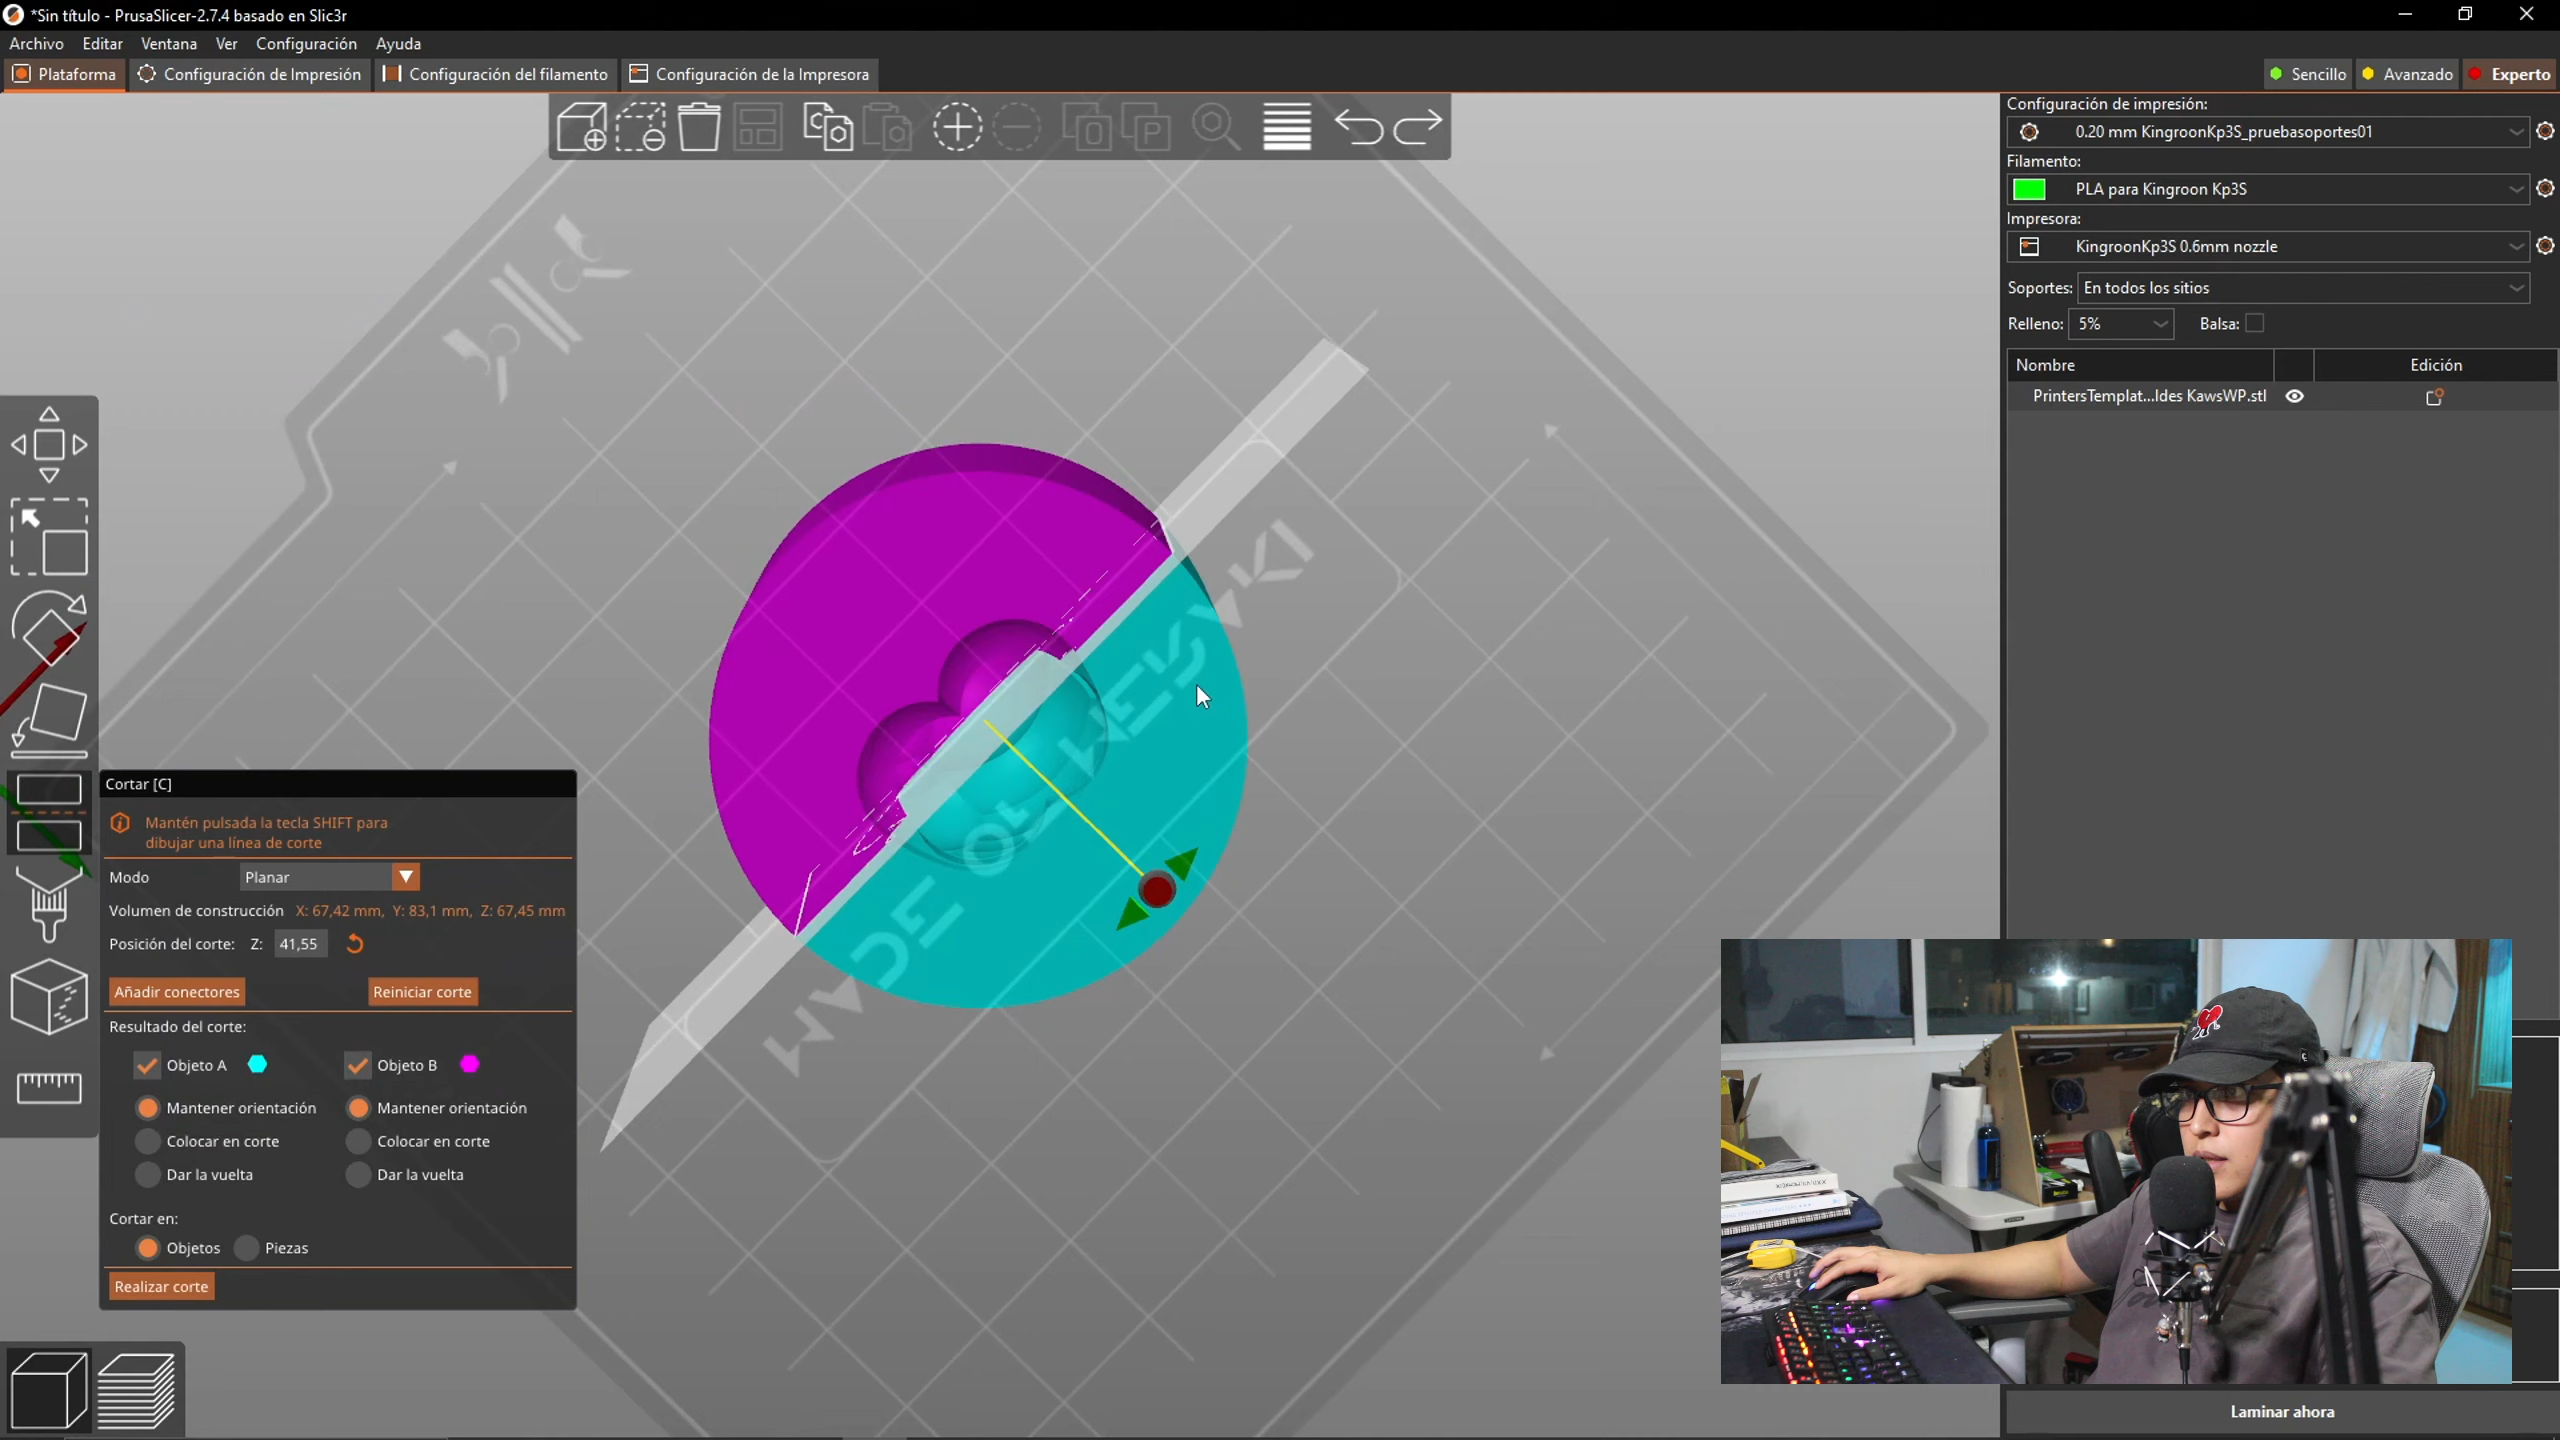 *Sin título - PrusaSlicer-2.7.4 basado en Slic3r
Archivo Editar Ventana Ver Configuración Ayuda
Plataforma Configuración de Impresión Configuración del filamento Configuración de la Impresora
Sencillo Avanzado Experto
Configuración de impresión:
0.20 mm KingroonKp3S_pruebasoportes01
Filamento:
PLA para Kingroon Kp3S
Impresora:
KingroonKp3S 0.6mm nozzle
Soportes: En todos los sitios
Relleno: 5% Balsa:
Nombre Edición
PrintersTemplat...ldes KawsWP.stl
Cortar [C]
Mantén pulsada la tecla SHIFT para
dibujar una línea de corte
Modo Planar
Volumen de construcción X: 67,42 mm, Y: 83,1 mm, Z: 67,45 mm
Posición del corte: Z: 41,55
Añadir conectores Reiniciar corte
Resultado del corte:
Objeto A Objeto B
Mantener orientación Mantener orientación
Colocar en corte Colocar en corte
Dar la vuelta Dar la vuelta
Cortar en:
Objetos Piezas
Realizar corte
Laminar ahora